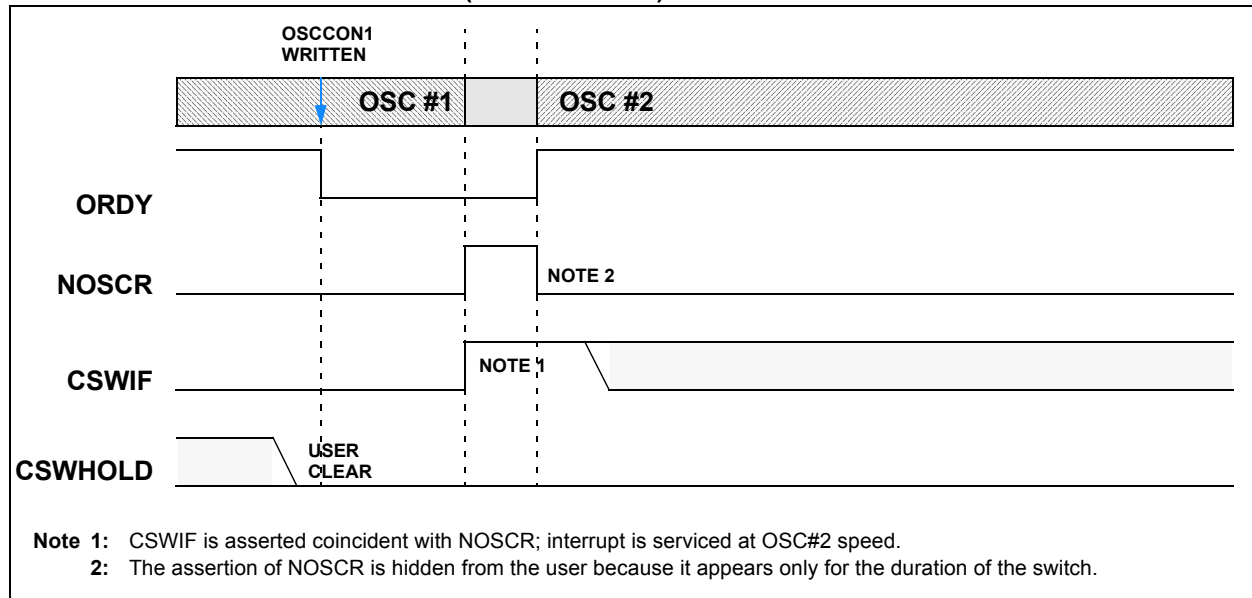 OSCCON1
WRITTEN
OSC #1
OSC #2
ORDY
NOSCR
NOTE 2
CSWIF
NOTE 1
CSWHOLD
USER
CLEAR
Note 1: CSWIF is asserted coincident with NOSCR; interrupt is serviced at OSC#2 speed.
2: The assertion of NOSCR is hidden from the user because it appears only for the duration of the switch.